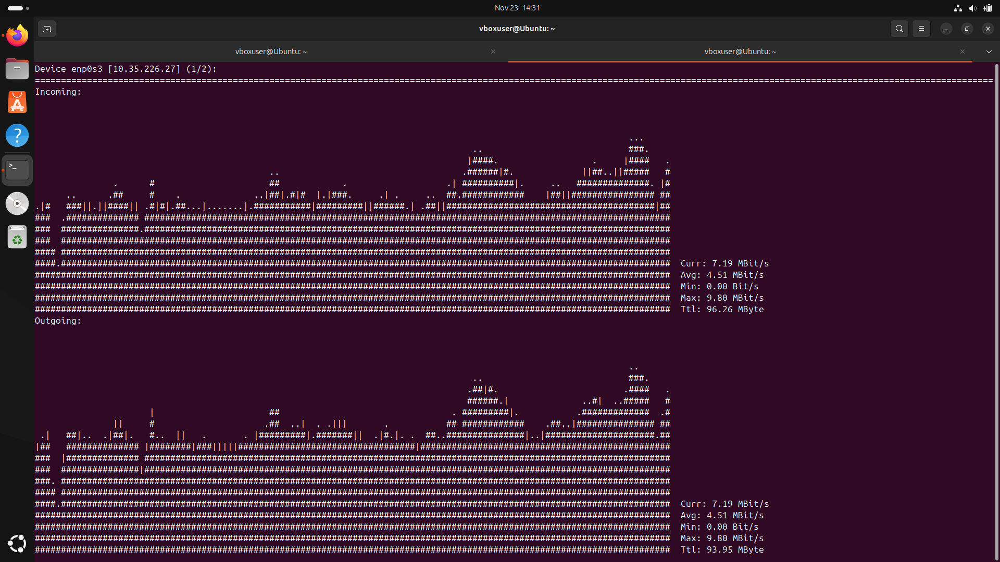 Nov 23 14:31
vboxuser@Ubuntu: ~
vboxuser@Ubuntu: ~
vboxuser@Ubuntu: ~
Device enp0s3 [10.35.226.27] (1/2):
Incoming:
Curr: 7.19 MBit/s
Avg: 4.51 MBit/s
Min: 0.00 Bit/s
Max: 9.80 MBit/s
Ttl: 96.26 MByte
Outgoing:
Curr: 7.19 MBit/s
Avg: 4.51 MBit/s
Min: 0.00 Bit/s
Max: 9.80 MBit/s
Ttl: 93.95 MByte